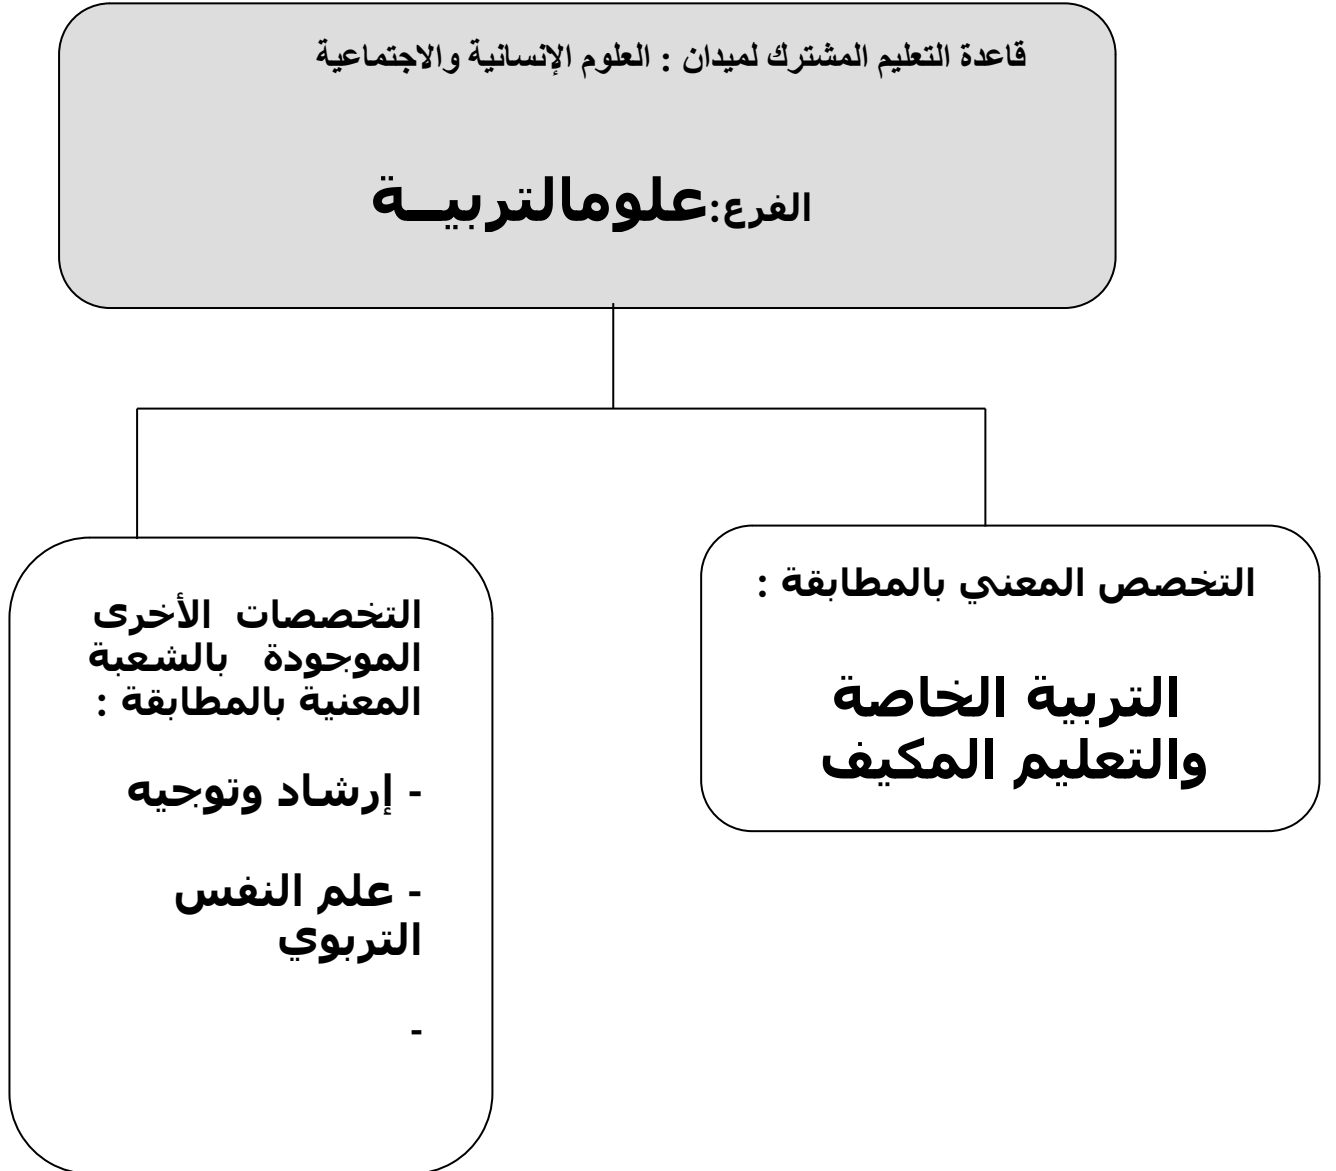 قاعدة التعليم المشترك لميدان : العلوم الإنسانية والاجتماعية
الفرع:علومالتربيــة
التخصص المعني بالمطابقة :
التربية الخاصة
والتعليم المكيف
التخصصات الأخرى
الموجودة بالشعبة
المعنية بالمطابقة :
- إرشاد وتوجيه
- علم النفس
التربوي
-